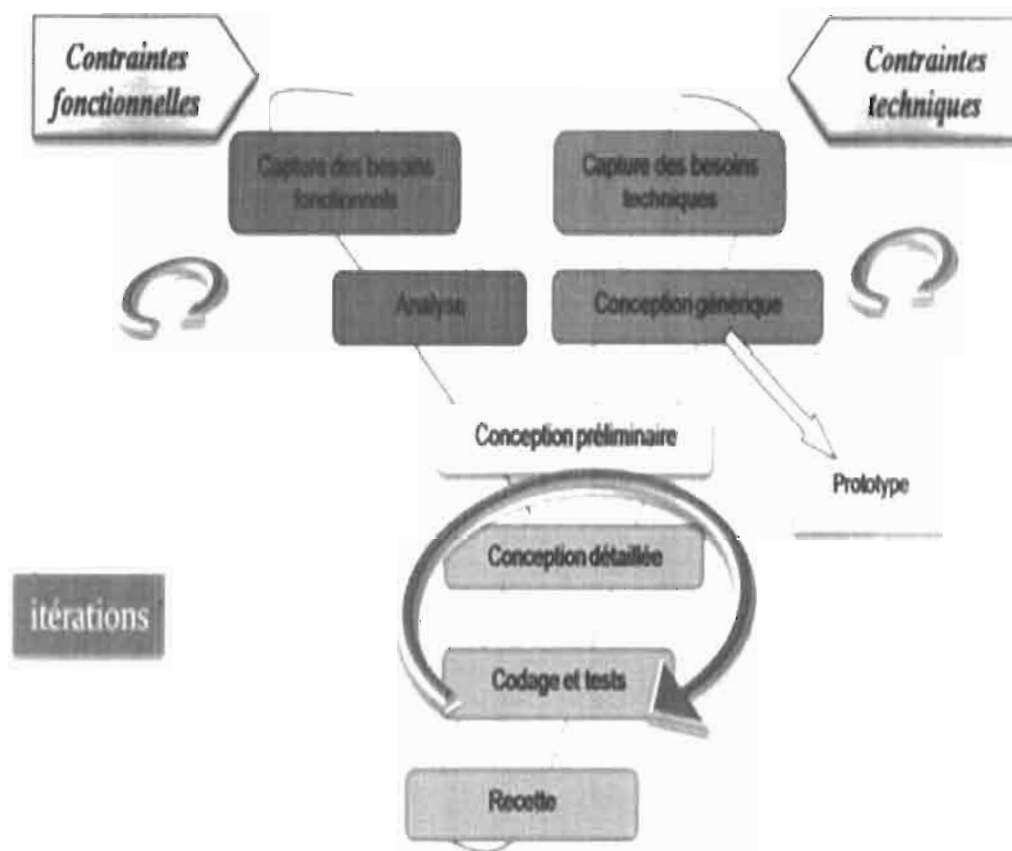 Contraintes
fonctionnelles
Contraintes
techniques
Capture des besoins
fonctionnels
Capture des besoins
techniques
Analyse
Conception générique
Conception préliminaire
Prototype
Conception détaillée
itérations
Codage et tests
Recette